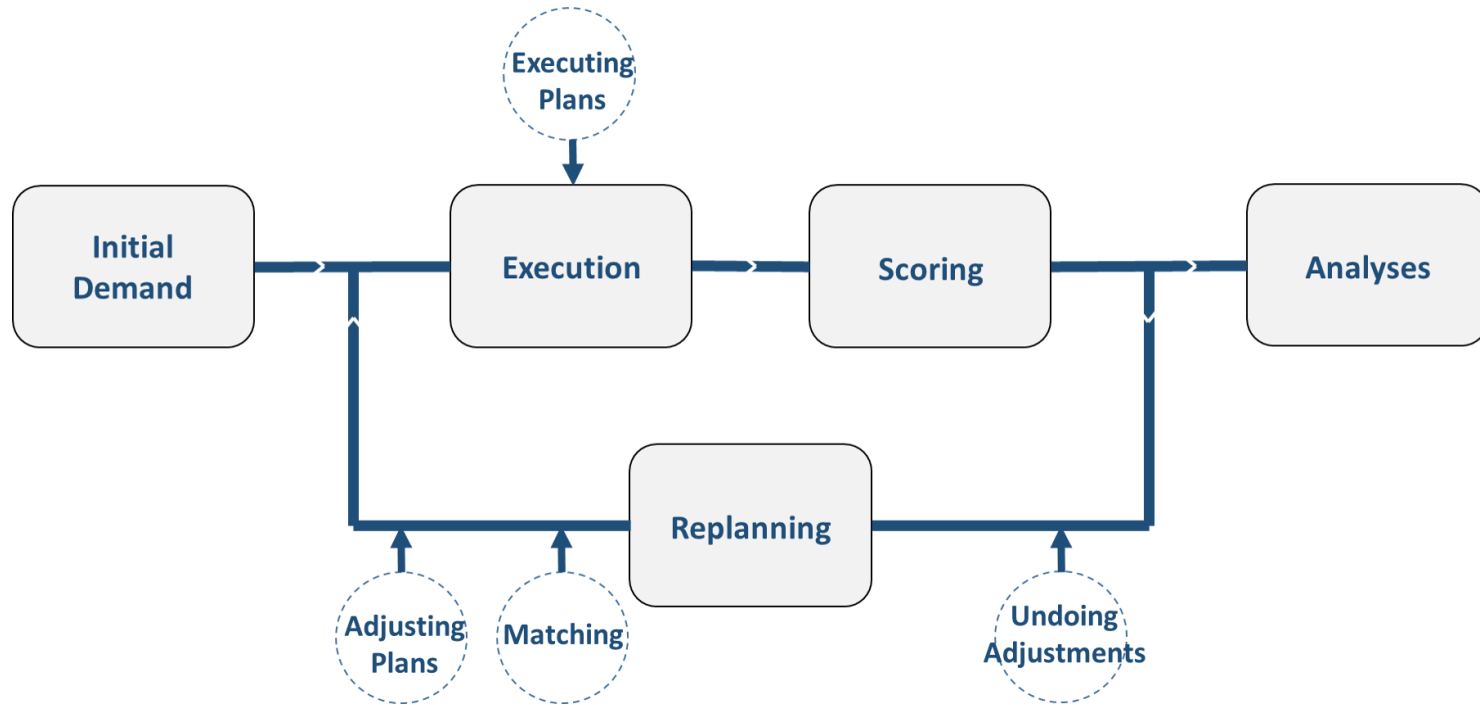 Executing
Plans
Initial
Demand
Execution
Scoring
Analyses
Replanning
Adjusting
Plans
Matching
Undoing
Adjustments